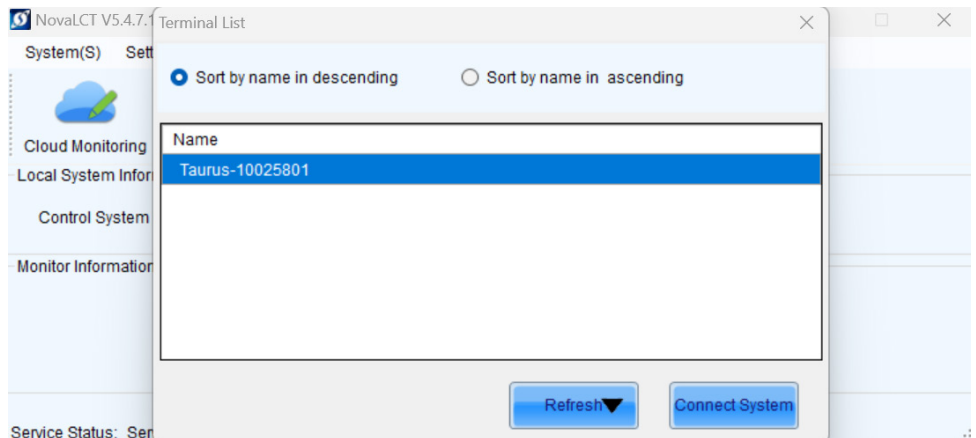 NovaLCT V5.4.7.1
Terminal List
System(S) Sett
Sort by name in descending
Sort by name in ascending
Cloud Monitoring
Name
Local System Infor
Taurus-10025801
Control System
Monitor Information
Refresh
Connect System
Service Status: Ser